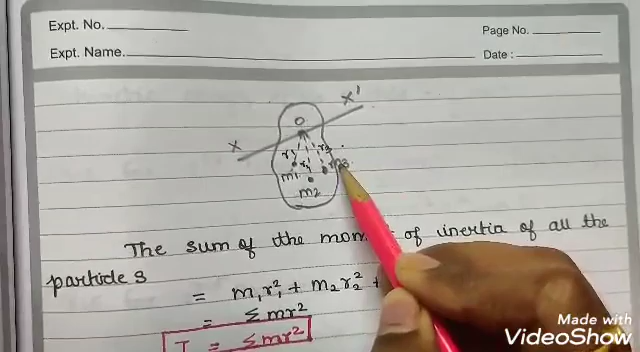 Expt. No.
Page No.
Expt. Name.
Date :
X'
O
X
r1 r2 r3
m1 m3
m2
The sum of the mom of inertia of all the
particles
= m₁r₁² + m₂r₂² +
= Σmr²
I = Σmr²
Made with
VideoShow